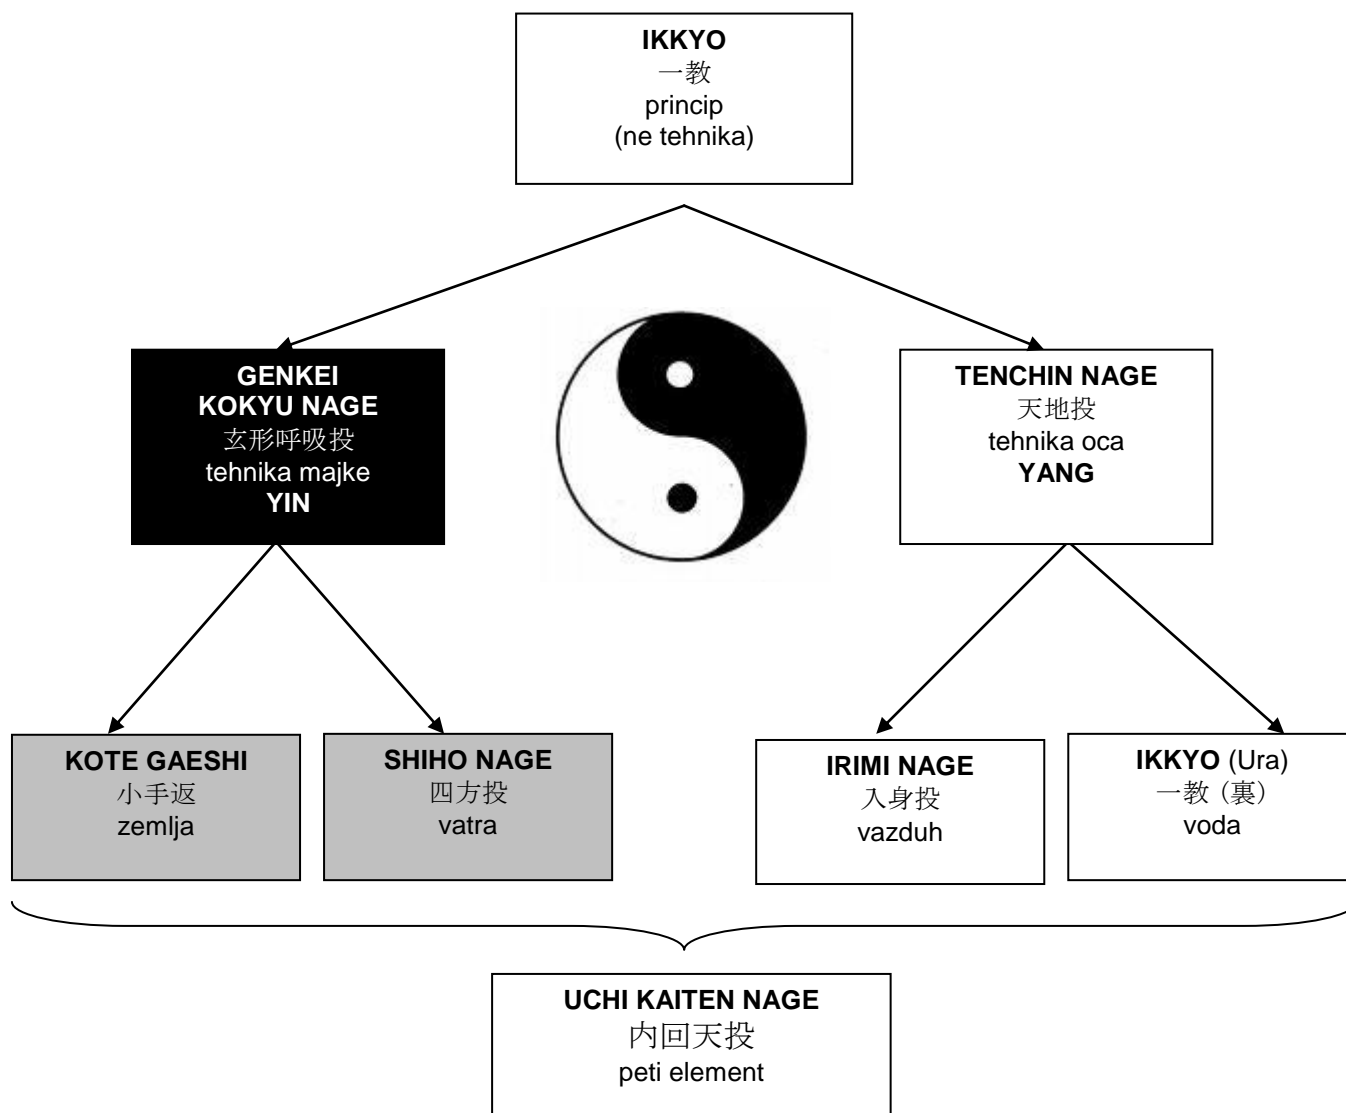 IKKYO
一教
princip
(ne tehnika)
GENKEI
KOKYU NAGE
玄形呼吸投
tehnika majke
YIN
TENCHIN NAGE
天地投
tehnika oca
YANG
KOTE GAESHI
小手返
zemlja
SHIHO NAGE
四方投
vatra
IRIMI NAGE
入身投
vazduh
IKKYO (Ura)
一教（裏）
voda
UCHI KAITEN NAGE
内回天投
peti element